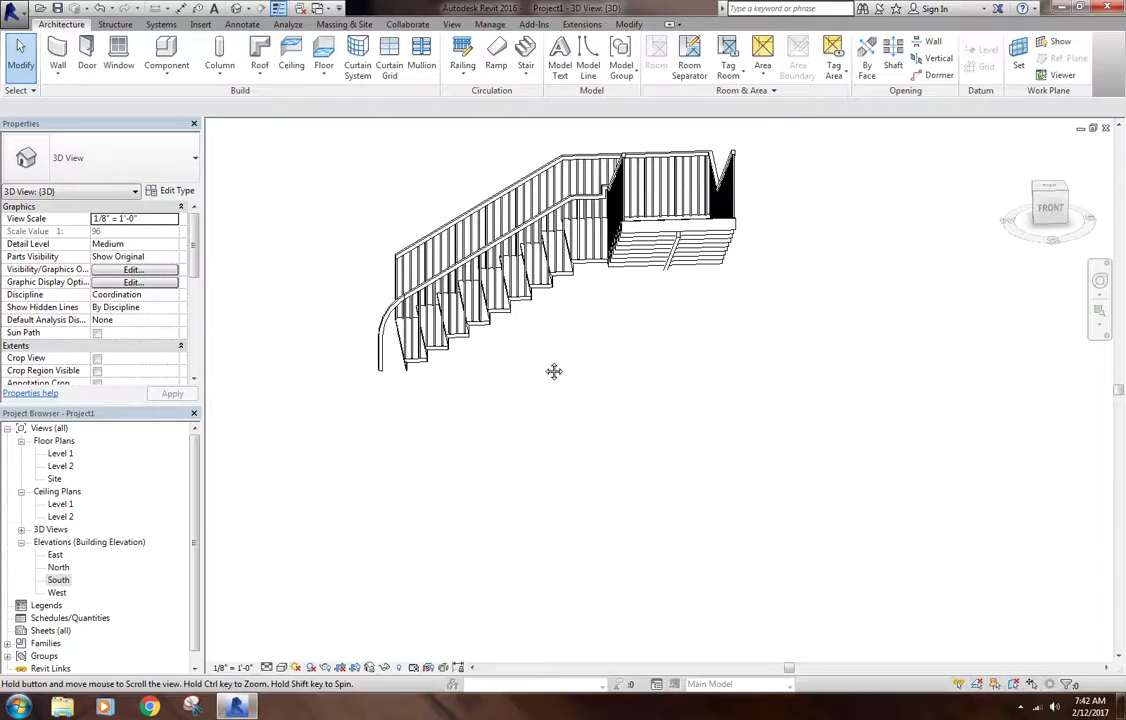 Autodesk Revit 2016 - Project1 - 3D View: {3D}
Type a keyword or phrase
Sign In
Architecture Structure Systems Insert Annotate Analyze Massing & Site Collaborate View Manage Add-Ins Extensions Modify
Modify Wall Door Window Component Column Roof Ceiling Floor Curtain System Curtain Grid Mullion Railing Ramp Stair Model Text Model Line Model Group Room Room Separator Tag Room Area Area Boundary Tag Area By Face Shaft Wall Vertical Dormer Level Grid Set Show Ref Plane Viewer
Select Build Circulation Model Room & Area Opening Datum Work Plane
Properties
3D View
3D View: {3D} Edit Type
Graphics
View Scale 1/8" = 1'-0"
Scale Value 1: 96
Detail Level Medium
Parts Visibility Show Original
Visibility/Graphics O... Edit...
Graphic Display Opti... Edit...
Discipline Coordination
Show Hidden Lines By Discipline
Default Analysis Dis... None
Sun Path
Extents
Crop View
Crop Region Visible
Annotation Crop
Properties help Apply
Project Browser - Project1
Views (all)
Floor Plans
Level 1
Level 2
Site
Ceiling Plans
Level 1
Level 2
3D Views
Elevations (Building Elevation)
East
North
South
West
Legends
Schedules/Quantities
Sheets (all)
Families
Groups
Revit Links
FRONT
1/8" = 1'-0"
Hold button and move mouse to Scroll the view. Hold Ctrl key to Zoom. Hold Shift key to Spin.
:0
Main Model
:0
7:42 AM
2/12/2017